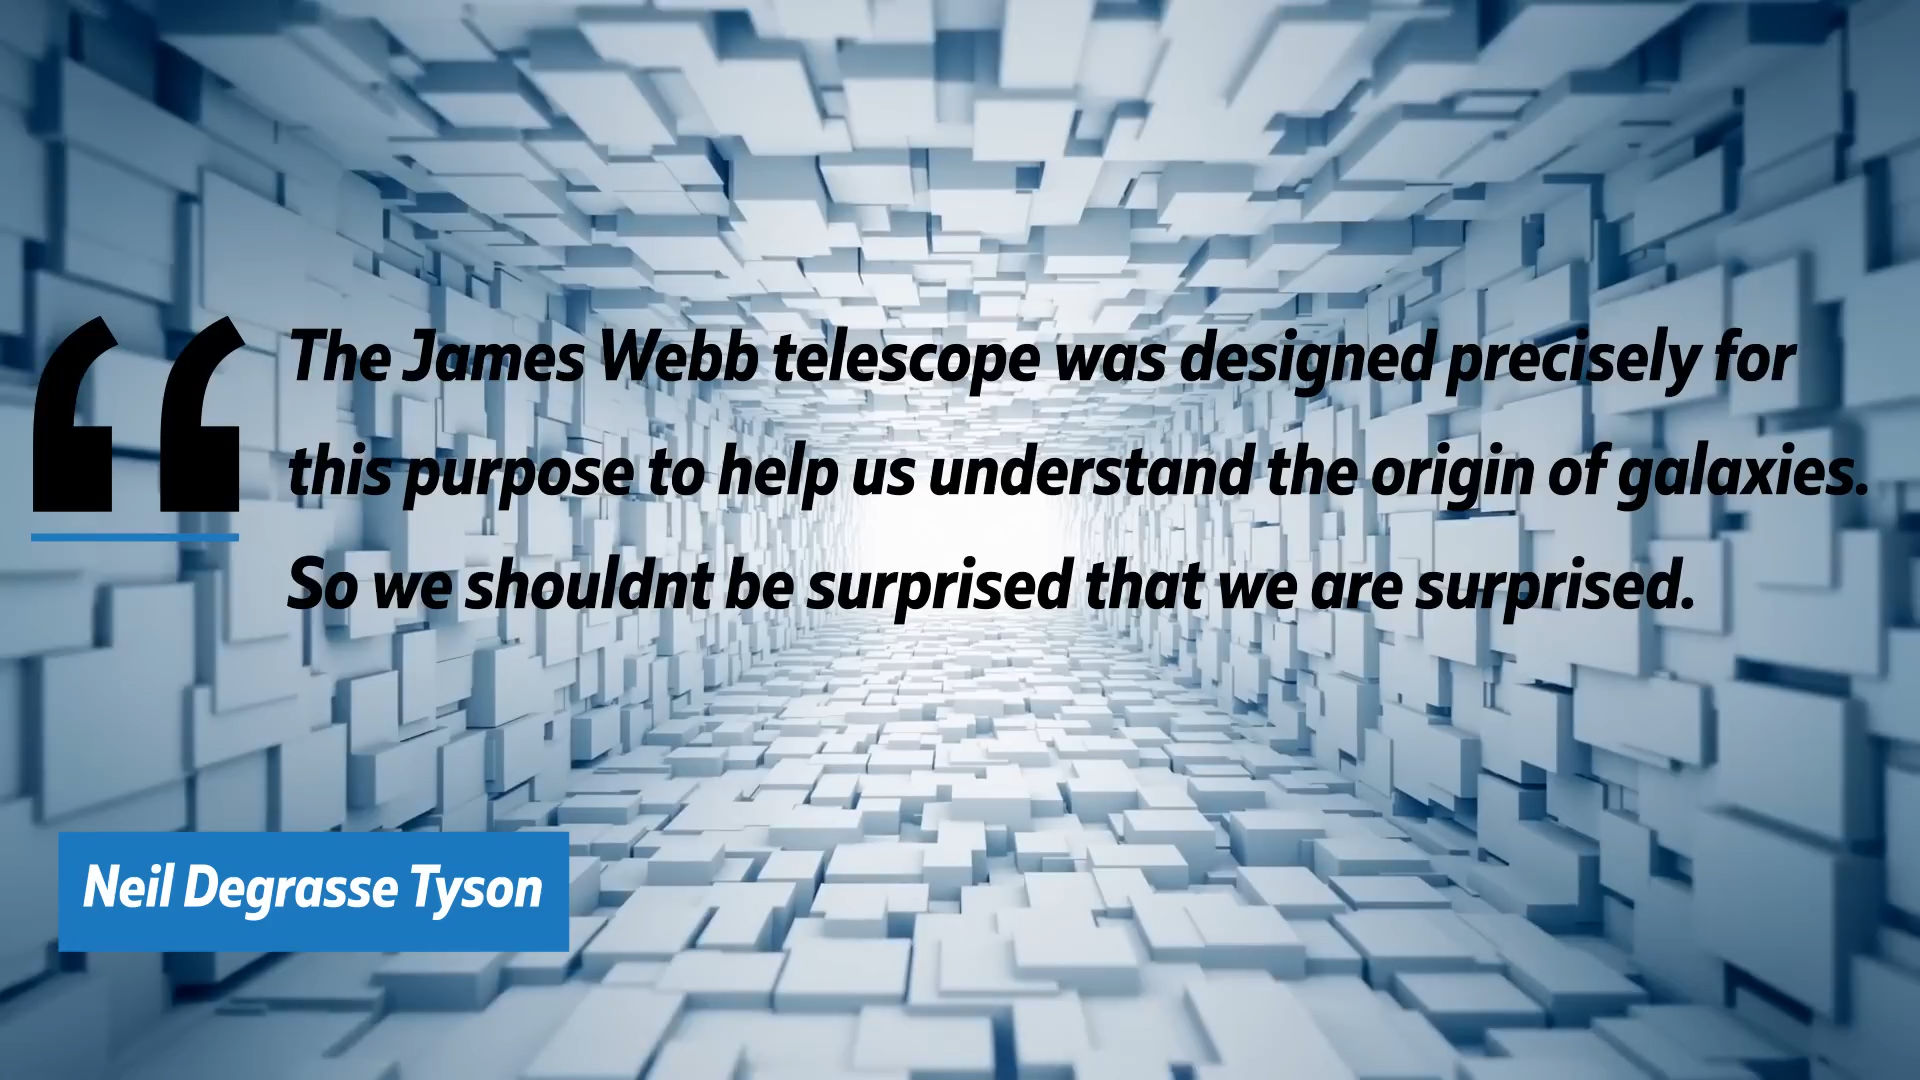 “
The James Webb telescope was designed precisely for
this purpose to help us understand the origin of galaxies.
So we shouldnt be surprised that we are surprised.
Neil Degrasse Tyson